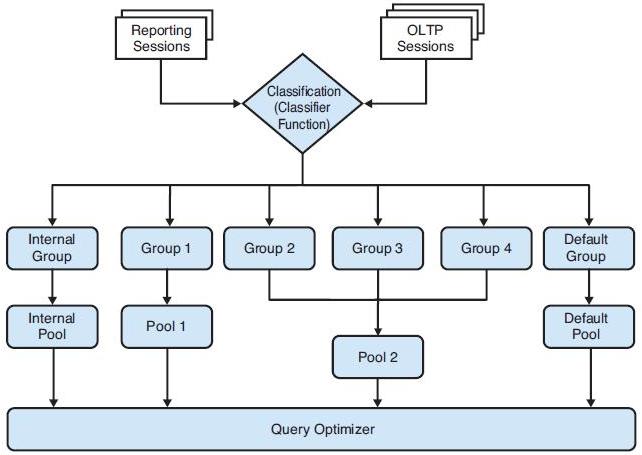 Reporting
Sessions
OLTP
Sessions
Classification
(Classifier
Function)
Internal
Group
Group 1
Group 2
Group 3
Group 4
Default
Group
Internal
Pool
Pool 1
Pool 2
Default
Pool
Query Optimizer